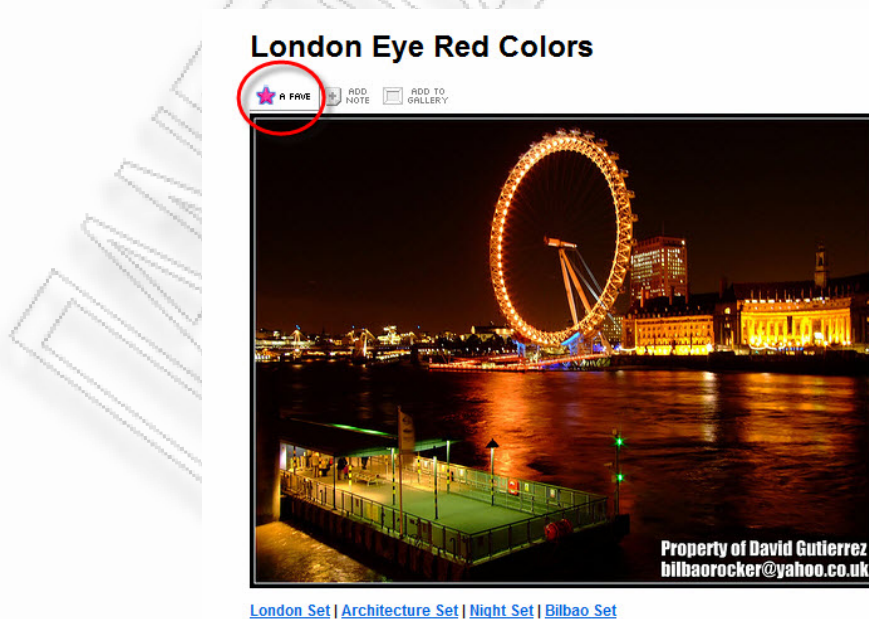 London Eye Red Colors
A FAVE ADD NOTE ADD TO GALLERY
Property of David Gutierrez
bilbaorocker@yahoo.co.uk
London Set | Architecture Set | Night Set | Bilbao Set